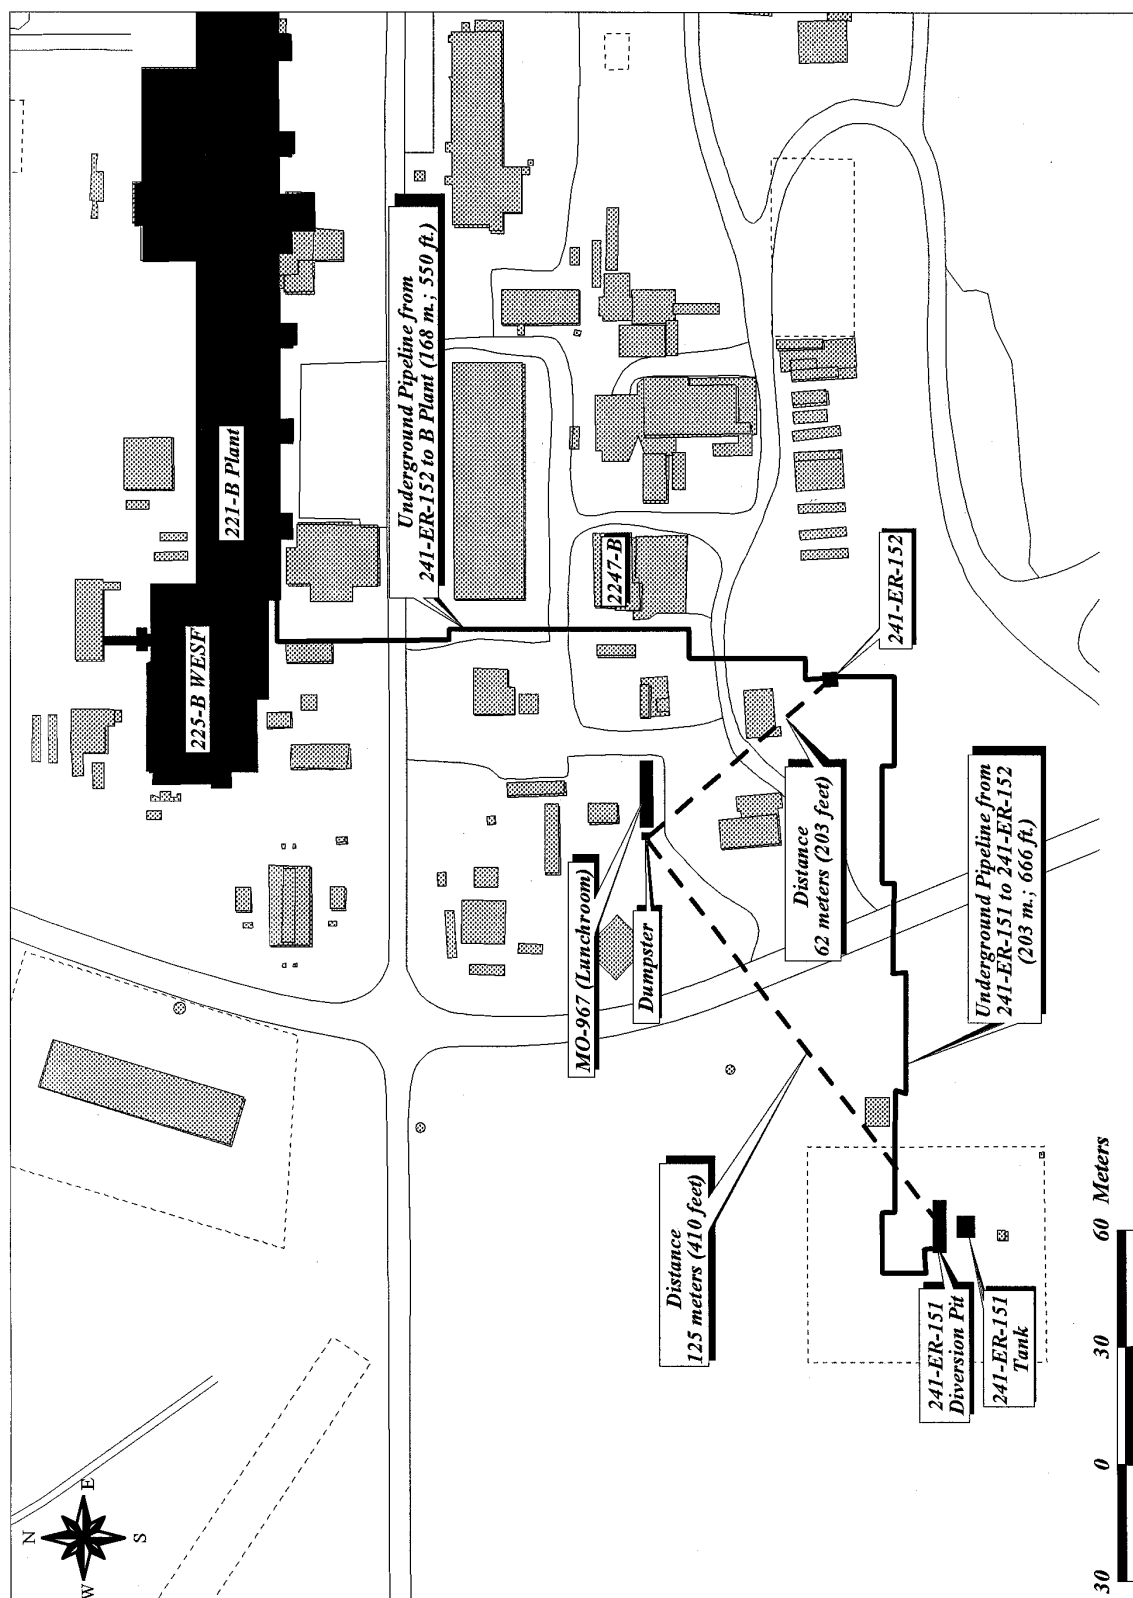 N
W
E
S
225-B WESF
221-B Plant
Underground Pipeline from
241-ER-152 to B Plant (168 m.; 550 ft.)
MO-967 (Lunchroom)
2247-B
Dumpster
Distance
125 meters (410 feet)
Distance
62 meters (203 feet)
241-ER-152
241-ER-151
Diversion Pit
241-ER-151
Tank
Underground Pipeline from
241-ER-151 to 241-ER-152
(203 m.; 666 ft.)
30
0
30
60
Meters